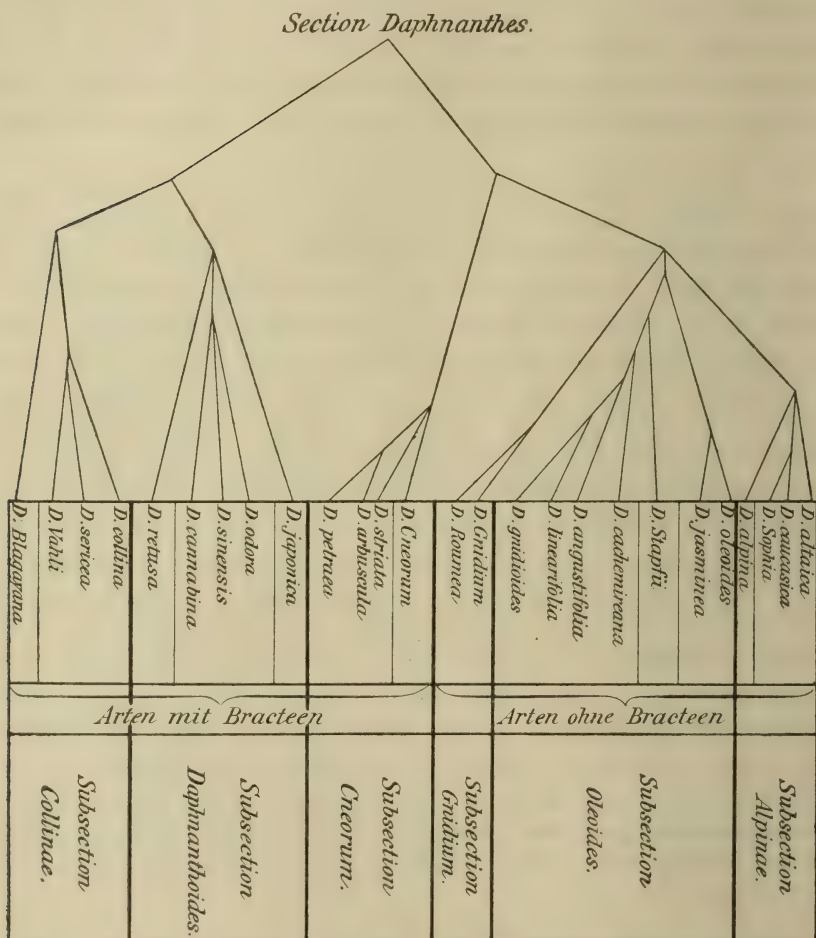 Section Daphnanthes.
D. Blagayana
D. Vahli
D. sericea
D. collina
D. retusa
D. cannabina
D. sinensis
D. odora
D. japonica
D. petraea
D. arbuscula
D. striata
D. Cneorum
D. Roumea
D. Gnidium
D. gnidioides
D. linearifolia
D. angustifolia
D. cachemireana
D. Stapfii
D. jasminea
D. oleoides
D. alpina
D. Sophia
D. caucasica
D. altaica
Arten mit Bracteen
Arten ohne Bracteen
Subsection
Collinae.
Subsection
Daphnanthoides.
Subsection
Cneorum.
Subsection
Gnidium.
Subsection
Oleoides.
Subsection
Alpinae.